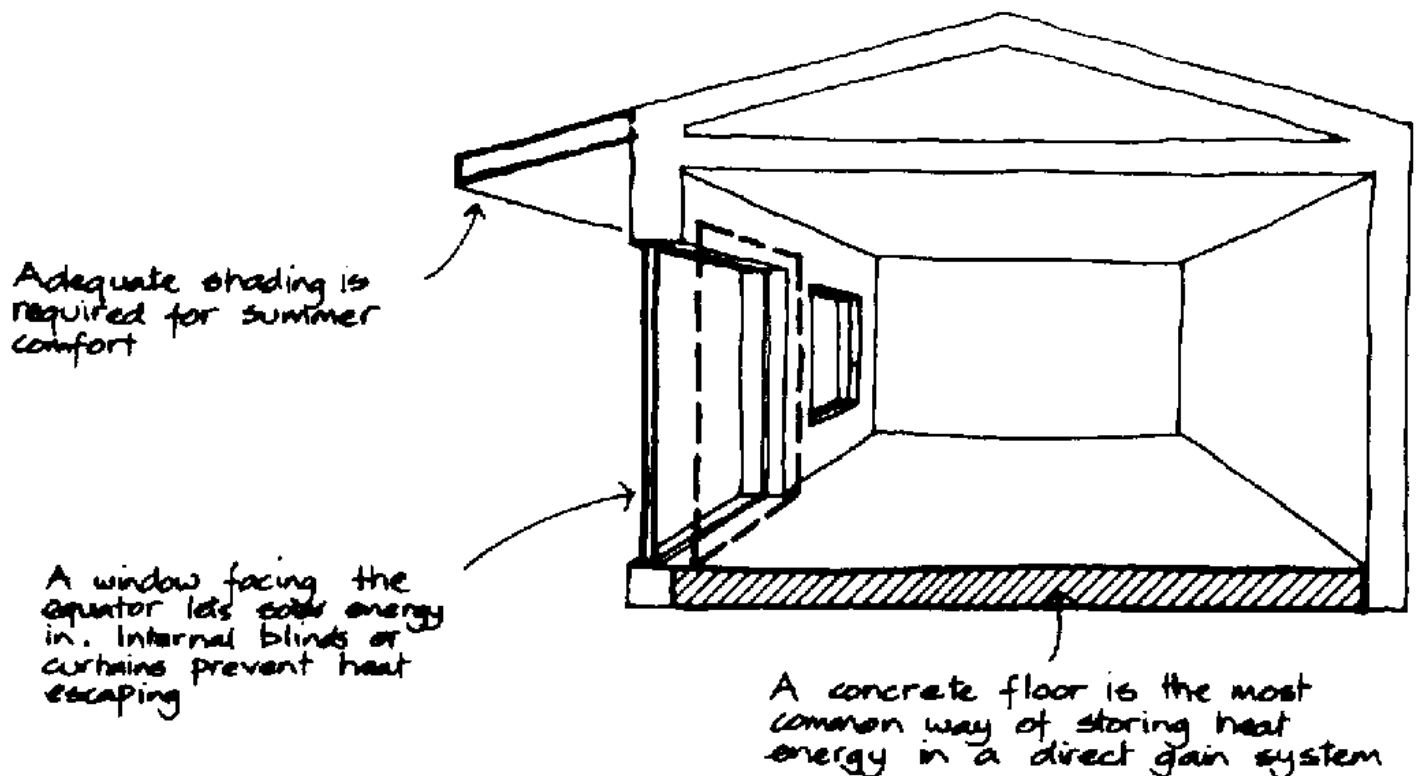 Adequate shading is
required for summer
comfort
A window facing the
equator lets solar energy
in. Internal blinds or
curtains prevent heat
escaping
A concrete floor is the most
common way of storing heat
energy in a direct gain system